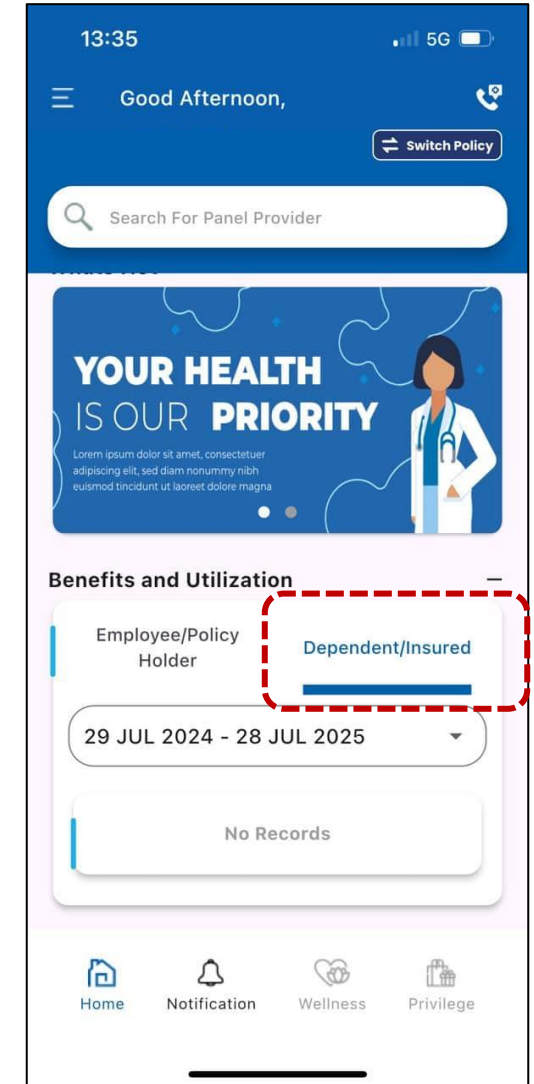 13:35
5G
Good Afternoon,
Switch Policy
Search For Panel Provider
YOUR HEALTH
IS OUR PRIORITY
Lorem ipsum dolor sit amet, consectetuer
adipiscing elit, sed diam nonummy nibh
euismod tincidunt ut laoreet dolore magna
Benefits and Utilization
Employee/Policy
Holder
Dependent/Insured
29 JUL 2024 - 28 JUL 2025
No Records
Home
Notification
Wellness
Privilege